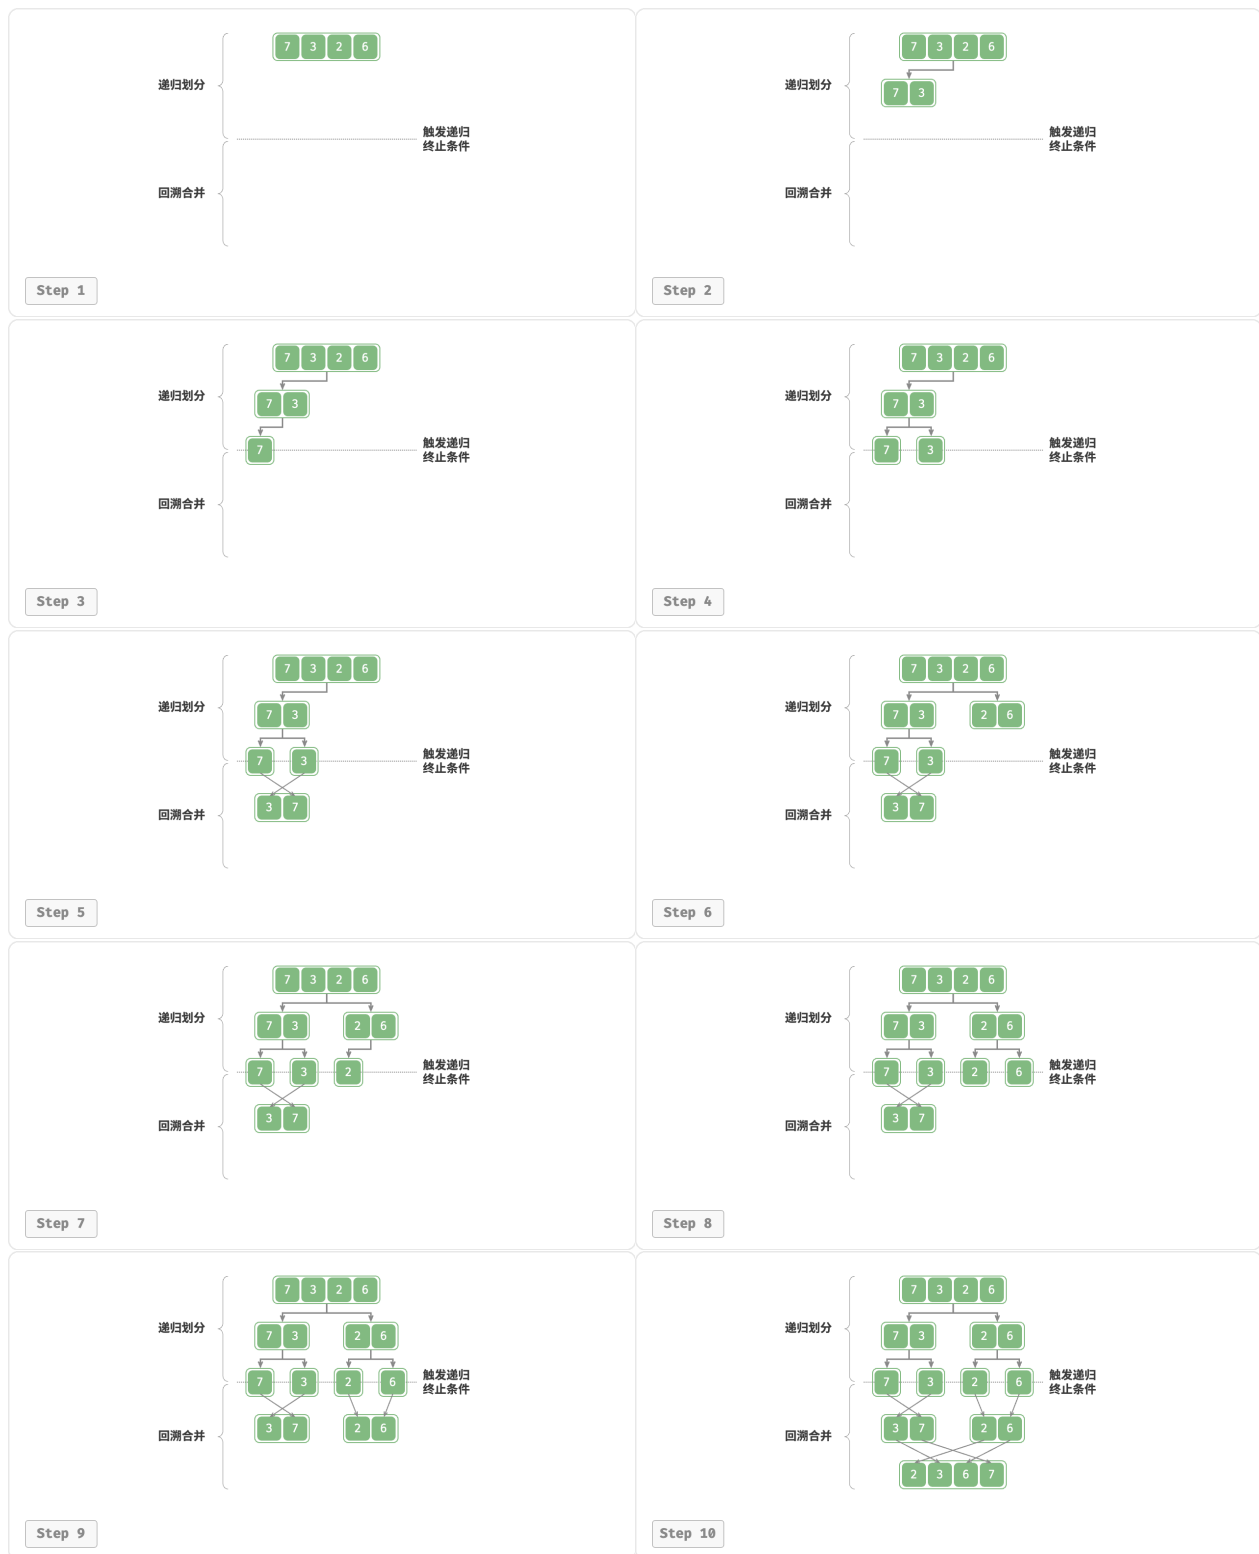 7 3 2 6
递归划分
触发递归
终止条件
回溯合并
Step 1
7 3 2 6
7 3
递归划分
触发递归
终止条件
回溯合并
Step 2
7 3 2 6
递归划分
7 3
触发递归
7
终止条件
回溯合并
Step 3
7 3 2 6
递归划分
7 3
触发递归
7 3
终止条件
回溯合并
Step 4
7 3 2 6
递归划分
7 3
触发递归
7 3
终止条件
3 7
回溯合并
Step 5
7 3 2 6
递归划分
7 3 2 6
触发递归
7 3
终止条件
3 7
回溯合并
Step 6
7 3 2 6
递归划分
7 3 2 6
触发递归
7 3 2
终止条件
3 7
回溯合并
Step 7
7 3 2 6
递归划分
7 3 2 6
触发递归
7 3 2 6
终止条件
3 7
回溯合并
Step 8
7 3 2 6
递归划分
7 3 2 6
触发递归
7 3 2 6
终止条件
3 7 2 6
回溯合并
Step 9
7 3 2 6
递归划分
7 3 2 6
触发递归
7 3 2 6
终止条件
3 7 2 6
回溯合并
2 3 6 7
Step 10